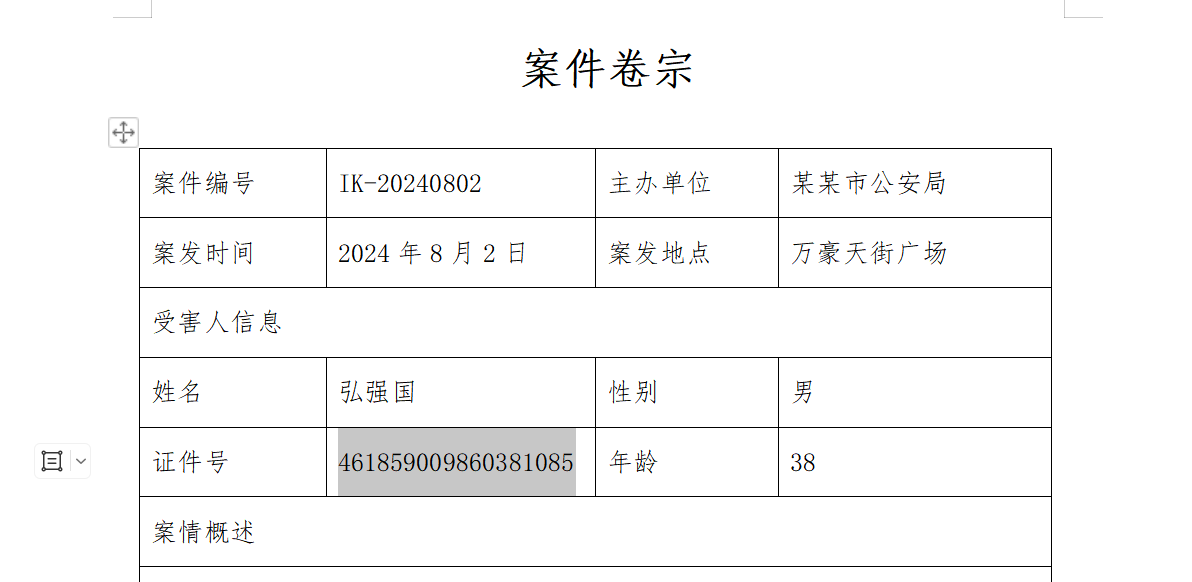 案件卷宗
案件编号 IK-20240802 主办单位 某某市公安局
案发时间 2024 年 8 月 2 日 案发地点 万豪天街广场
受害人信息
姓名 弘强国 性别 男
证件号 461859009860381085 年龄 38
案情概述